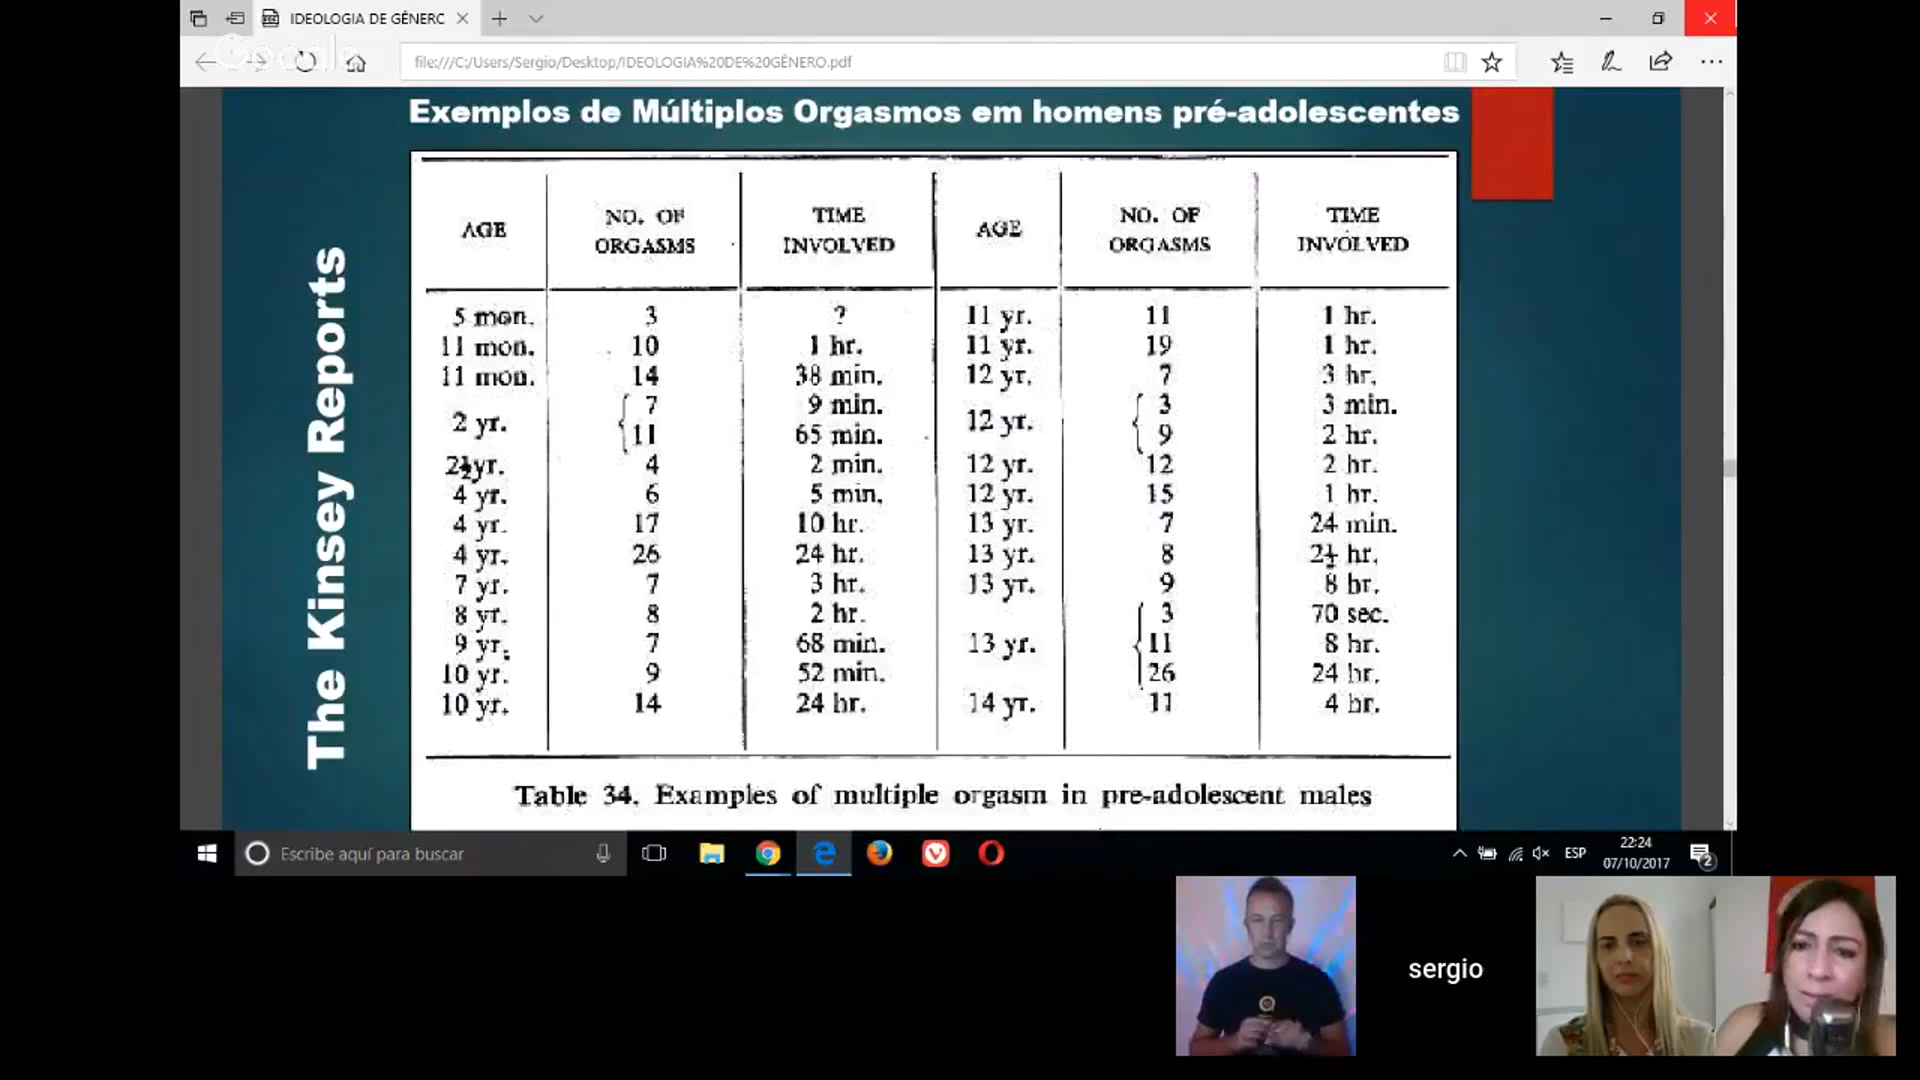 IDEOLOGIA DE GÊNERC
file:///C:/Users/Sergio/Desktop/IDEOLOGIA%20DE%20GÊNERO.pdf
Exemplos de Múltiplos Orgasmos em homens pré-adolescentes
The Kinsey Reports
AGE NO. OF ORGASMS TIME INVOLVED AGE NO. OF ORGASMS TIME INVOLVED
5 mon. 3 ? 11 yr. 11 1 hr.
11 mon. 10 1 hr. 11 yr. 19 1 hr.
11 mon. 14 38 min. 12 yr. 7 3 hr.
2 yr. 7 9 min. 12 yr. 3 3 min.
11 65 min. 9 2 hr.
2½ yr. 4 2 min. 12 yr. 12 2 hr.
4 yr. 6 5 min. 12 yr. 15 1 hr.
4 yr. 17 10 hr. 13 yr. 7 24 min.
4 yr. 26 24 hr. 13 yr. 8 2½ hr.
7 yr. 7 3 hr. 13 yr. 9 8 hr.
8 yr. 8 2 hr. 3 70 sec.
9 yr. 7 68 min. 13 yr. 11 8 hr.
10 yr. 9 52 min. 26 24 hr.
10 yr. 14 24 hr. 14 yr. 11 4 hr.
Table 34. Examples of multiple orgasm in pre-adolescent males
Escribe aquí para buscar
ESP
22:24
07/10/2017
2
sergio